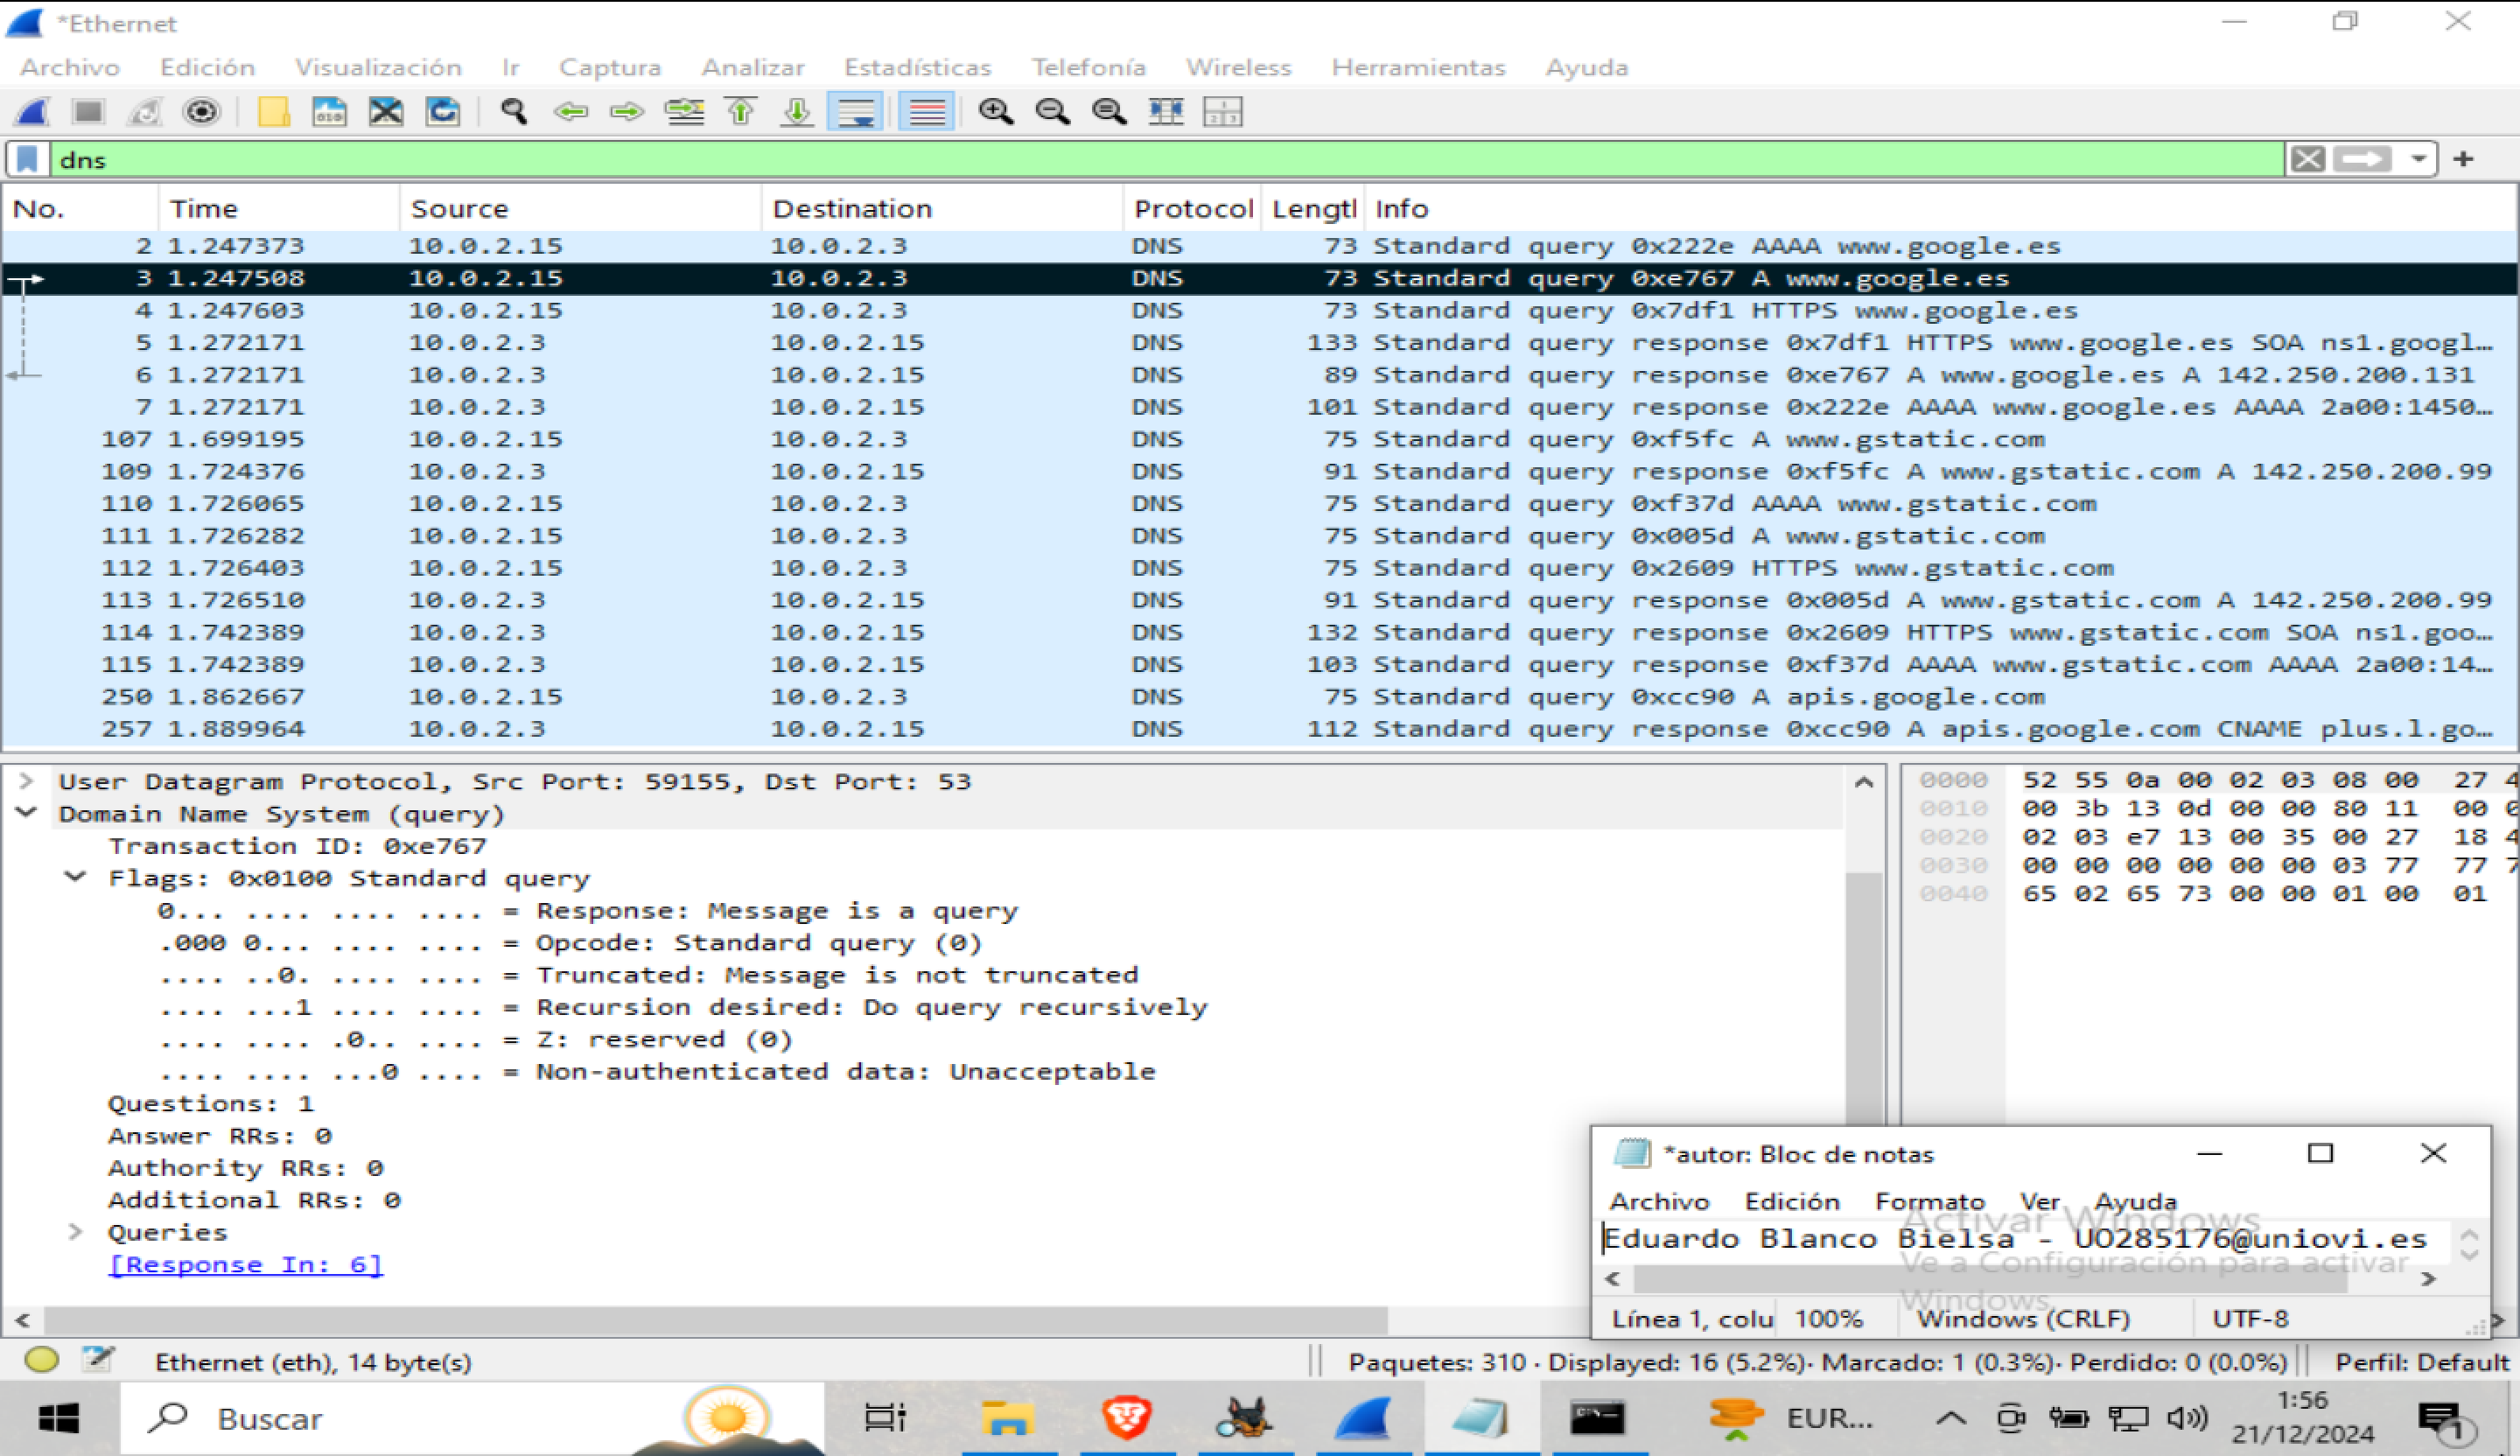 *Ethernet
Archivo Edición Visualización Ir Captura Analizar Estadísticas Telefonía Wireless Herramientas Ayuda
dns
No. Time Source Destination Protocol Lengtl Info
2 1.247373 10.0.2.15 10.0.2.3 DNS 73 Standard query 0x222e AAAA www.google.es
3 1.247508 10.0.2.15 10.0.2.3 DNS 73 Standard query 0xe767 A www.google.es
4 1.247603 10.0.2.15 10.0.2.3 DNS 73 Standard query 0x7df1 HTTPS www.google.es
5 1.272171 10.0.2.3 10.0.2.15 DNS 133 Standard query response 0x7df1 HTTPS www.google.es SOA ns1.googl…
6 1.272171 10.0.2.3 10.0.2.15 DNS 89 Standard query response 0xe767 A www.google.es A 142.250.200.131
7 1.272171 10.0.2.3 10.0.2.15 DNS 101 Standard query response 0x222e AAAA www.google.es AAAA 2a00:1450…
107 1.699195 10.0.2.15 10.0.2.3 DNS 75 Standard query 0xf5fc A www.gstatic.com
109 1.724376 10.0.2.3 10.0.2.15 DNS 91 Standard query response 0xf5fc A www.gstatic.com A 142.250.200.99
110 1.726065 10.0.2.15 10.0.2.3 DNS 75 Standard query 0xf37d AAAA www.gstatic.com
111 1.726282 10.0.2.15 10.0.2.3 DNS 75 Standard query 0x005d A www.gstatic.com
112 1.726403 10.0.2.15 10.0.2.3 DNS 75 Standard query 0x2609 HTTPS www.gstatic.com
113 1.726510 10.0.2.3 10.0.2.15 DNS 91 Standard query response 0x005d A www.gstatic.com A 142.250.200.99
114 1.742389 10.0.2.3 10.0.2.15 DNS 132 Standard query response 0x2609 HTTPS www.gstatic.com SOA ns1.goo…
115 1.742389 10.0.2.3 10.0.2.15 DNS 103 Standard query response 0xf37d AAAA www.gstatic.com AAAA 2a00:14…
250 1.862667 10.0.2.15 10.0.2.3 DNS 75 Standard query 0xcc90 A apis.google.com
257 1.889964 10.0.2.3 10.0.2.15 DNS 112 Standard query response 0xcc90 A apis.google.com CNAME plus.l.go…
User Datagram Protocol, Src Port: 59155, Dst Port: 53
Domain Name System (query)
Transaction ID: 0xe767
Flags: 0x0100 Standard query
0... .... .... .... = Response: Message is a query
.000 0... .... .... = Opcode: Standard query (0)
.... ..0. .... .... = Truncated: Message is not truncated
.... ...1 .... .... = Recursion desired: Do query recursively
.... .... .0.. .... = Z: reserved (0)
.... .... ...0 .... = Non-authenticated data: Unacceptable
Questions: 1
Answer RRs: 0
Authority RRs: 0
Additional RRs: 0
Queries
[Response In: 6]
0000 52 55 0a 00 02 03 08 00 27 4
0010 00 3b 13 0d 00 00 80 11 00 0
0020 02 03 e7 13 00 35 00 27 18 4
0030 00 00 00 00 00 00 03 77 77 7
0040 65 02 65 73 00 00 01 00 01
*autor: Bloc de notas
Archivo Edición Formato Ver Ayuda
Eduardo Blanco Bielsa - UO285176@uniovi.es
Activar Windows
Ve a Configuración para activar
Windows.
Línea 1, colu 100% Windows (CRLF) UTF-8
Ethernet (eth), 14 byte(s) Paquetes: 310 · Displayed: 16 (5.2%)· Marcado: 1 (0.3%)· Perdido: 0 (0.0%) Perfil: Default
Buscar EUR... 1:56
21/12/2024
1